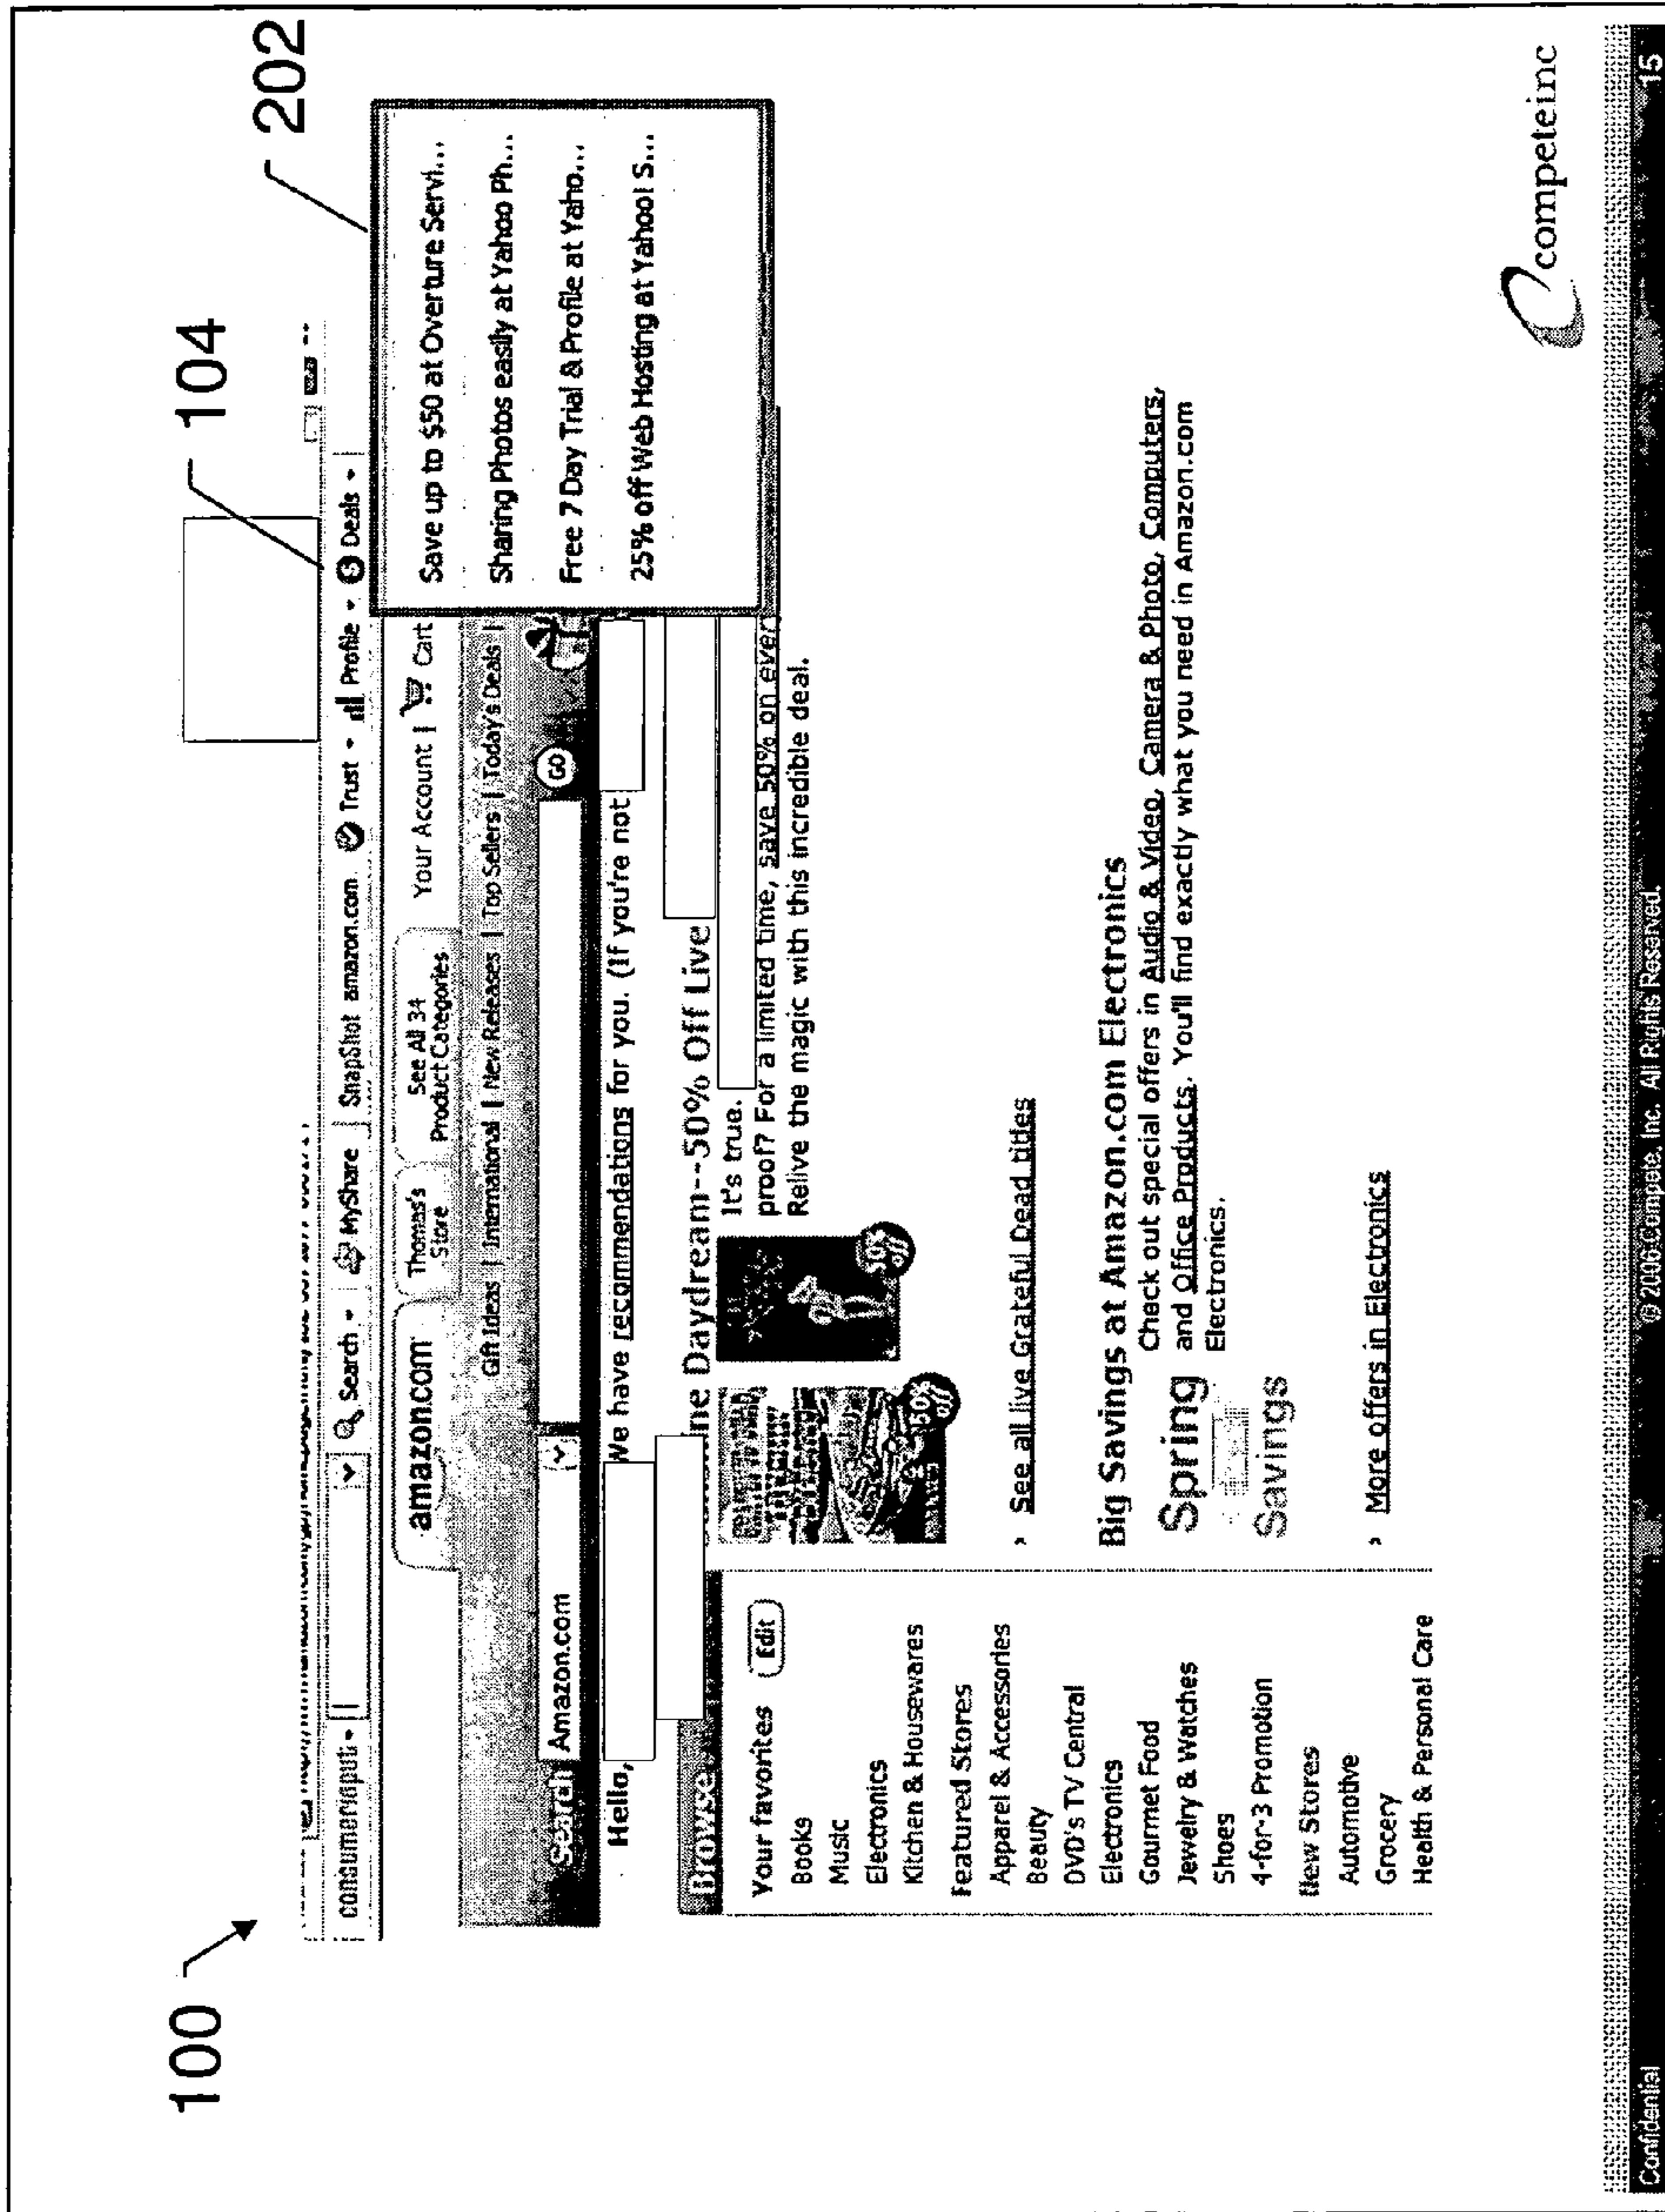 100
104
202
consumerinput
Search
MyShare
SnapShot amazon.com
Trust
Profile
Deals
amazon.com
Thomas's
Store
See All 34
Product Categories
Your Account | Cart
Gift Ideas | International | New Releases | Top Sellers | Today's Deals |
Search Amazon.com
GO
Save up to $50 at Overture Servi...
Sharing Photos easily at Yahoo Ph...
Free 7 Day Trial & Profile at Yaho...
25% off Web Hosting at Yahoo! S...
Hello,
We have recommendations for you. (If you're not
Browse
Your favorites
Edit
Books
Music
Electronics
Kitchen & Housewares
Featured Stores
Apparel & Accessories
Beauty
DVD's TV Central
Electronics
Gourmet Food
Jewelry & Watches
Shoes
4-for-3 Promotion
New Stores
Automotive
Grocery
Health & Personal Care
Daydream--50% Off Live
50%
off
50%
off
It's true.
proof? For a limited time, save 50% on every
Relive the magic with this incredible deal.
See all live Grateful Dead titles
Big Savings at Amazon.com Electronics
Spring
Savings
Check out special offers in Audio & Video, Camera & Photo, Computers,
and Office Products. You'll find exactly what you need in Amazon.com
Electronics.
More offers in Electronics
competeinc
Confidential
© 2006 Compete, Inc. All Rights Reserved.
15